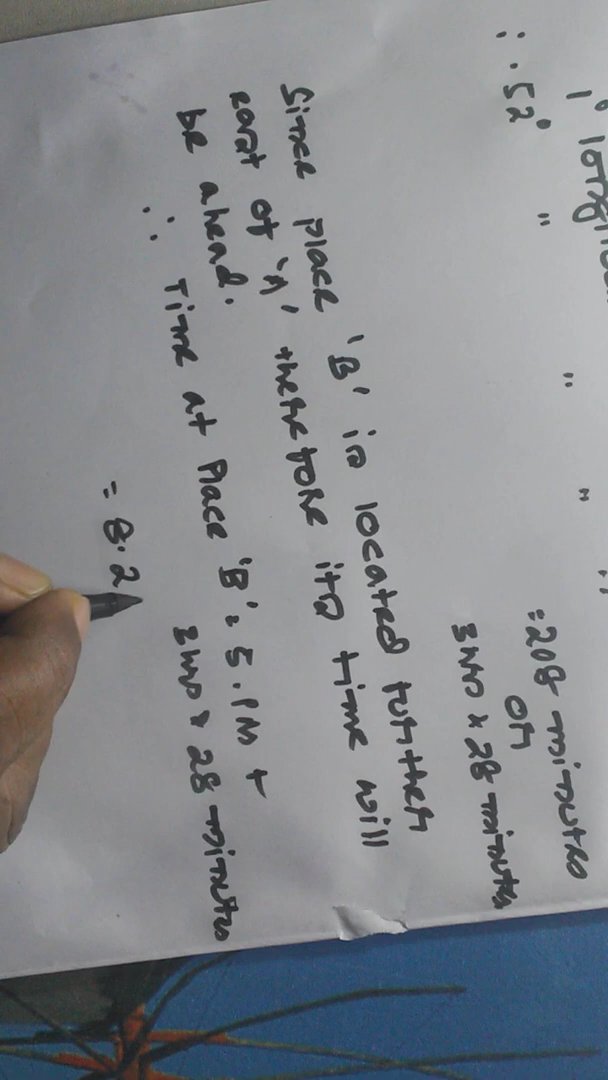 1° longi
∴ 52° " " " "
= 208 minutes
or
3 hrs & 28 minutes
Since place 'B' is located further
east of 'A' therefore its time will
be ahead.
∴ Time at Place 'B': 5.PM +
3 hrs & 28 minutes
= 8.2